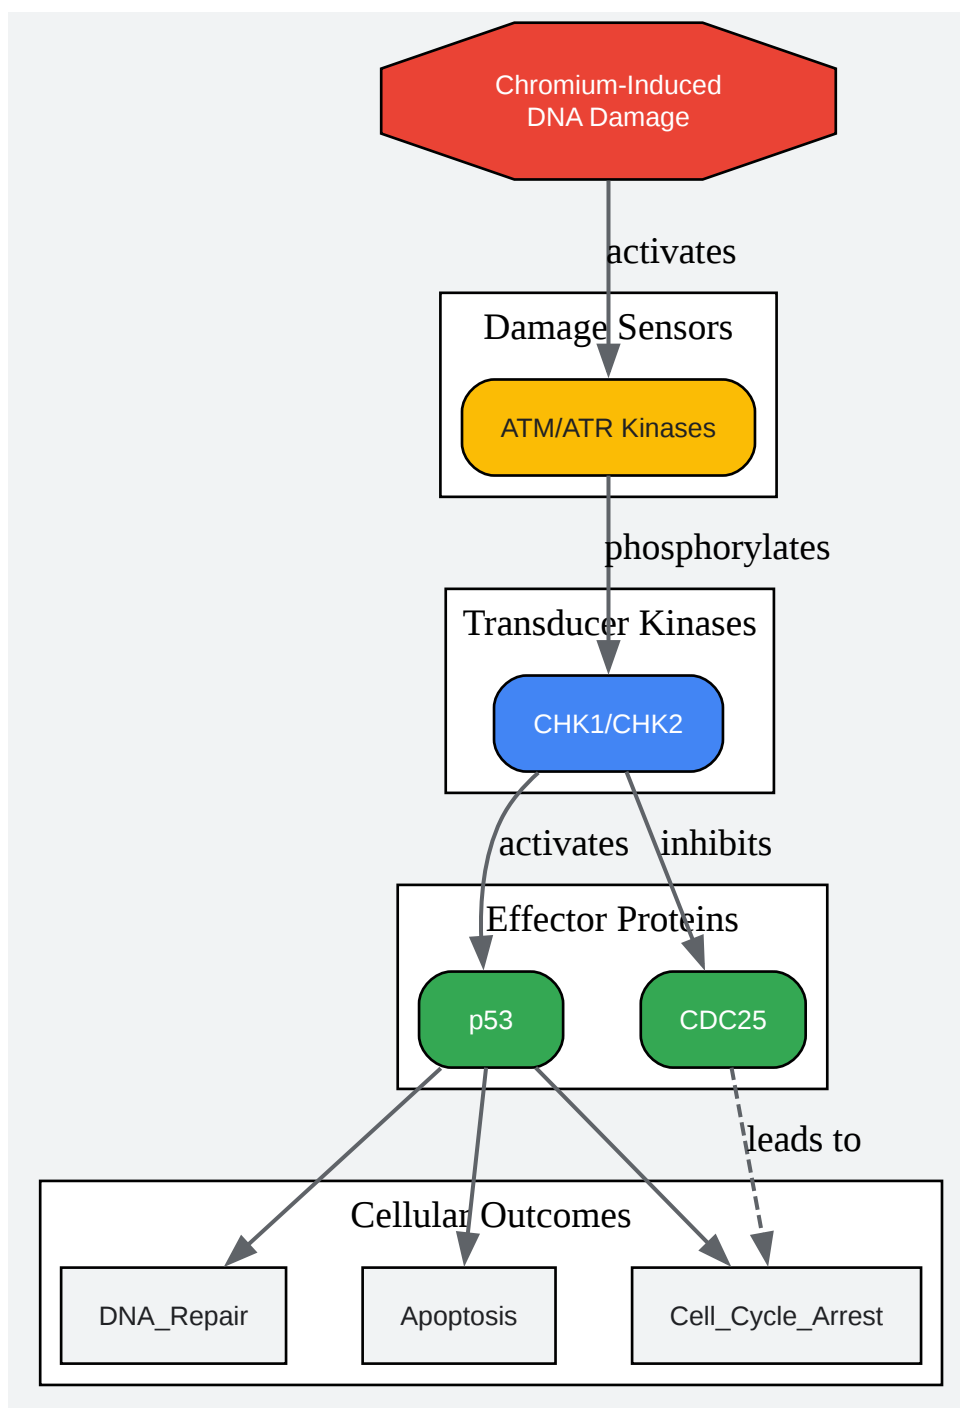 Chromium-Induced
DNA Damage
activates
Damage Sensors
ATM/ATR Kinases
phosphorylates
Transducer Kinases
CHK1/CHK2
activates
inhibits
Effector Proteins
p53
CDC25
leads to
Cellular Outcomes
DNA_Repair
Apoptosis
Cell_Cycle_Arrest